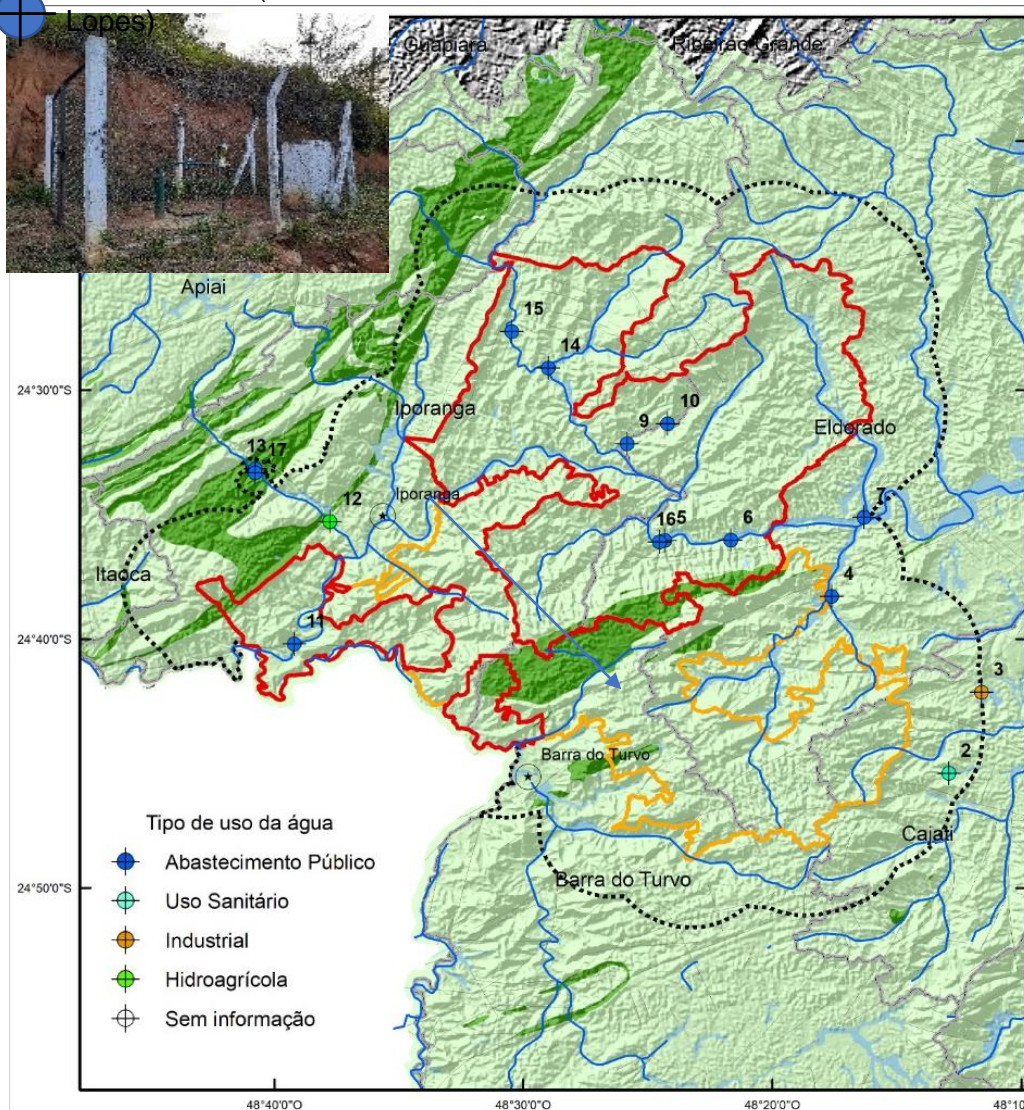 Lopes)
Guapiara
Ribeirão Grande
Apiai
15
14
24°30'0"S
Iporanga
10
9
Eldorado
13
17
12
Iporanga
7
16
5
6
Itaoca
4
24°40'0"S
11
3
2
Barra do Turvo
Tipo de uso da água
Cajati
Abastecimento Público
Barra do Turvo
24°50'0"S
Uso Sanitário
Industrial
Hidroagrícola
Sem informação
48°40'0"O
48°30'0"O
48°20'0"O
48°10